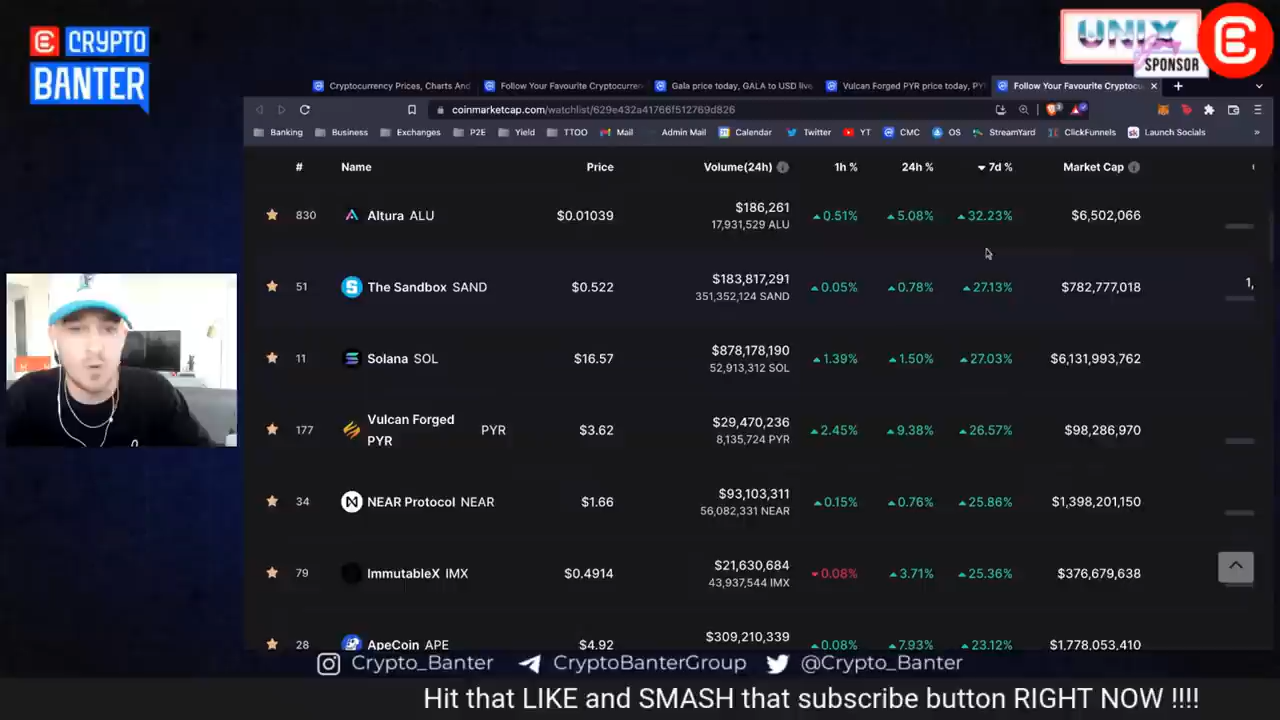 CRYPTO
BANTER
UNIX
SPONSOR
Cryptocurrency Prices, Charts And
Follow Your Favourite Cryptocurren
Gala price today, GALA to USD live
Vulcan Forged PYR price today, PY
Follow Your Favourite Cryptocu
coinmarketcap.com/watchlist/629e432a41766f512769d826
Banking Business Exchanges P2E Yield TTOO Mail Admin Mail Calendar Twitter YT CMC OS StreamYard ClickFunnels Launch Socials
# Name Price Volume(24h) 1h % 24h % 7d % Market Cap
830 Altura ALU $0.01039 $186,261 0.51% 5.08% 32.23% $6,502,066
17,931,529 ALU
51 The Sandbox SAND $0.522 $183,817,291 0.05% 0.78% 27.13% $782,777,018 1,
351,352,124 SAND
11 Solana SOL $16.57 $878,178,190 1.39% 1.50% 27.03% $6,131,993,762
52,913,312 SOL
177 Vulcan Forged PYR PYR $3.62 $29,470,236 2.45% 9.38% 26.57% $98,286,970
8,135,724 PYR
34 NEAR Protocol NEAR $1.66 $93,103,311 0.15% 0.76% 25.86% $1,398,201,150
56,082,331 NEAR
79 ImmutableX IMX $0.4914 $21,630,684 0.08% 3.71% 25.36% $376,679,638
43,937,544 IMX
28 ApeCoin APE $4.92 $309,210,339 0.08% 7.93% 23.12% $1,778,053,410
Crypto_Banter CryptoBanterGroup @Crypto_Banter
Hit that LIKE and SMASH that subscribe button RIGHT NOW !!!!